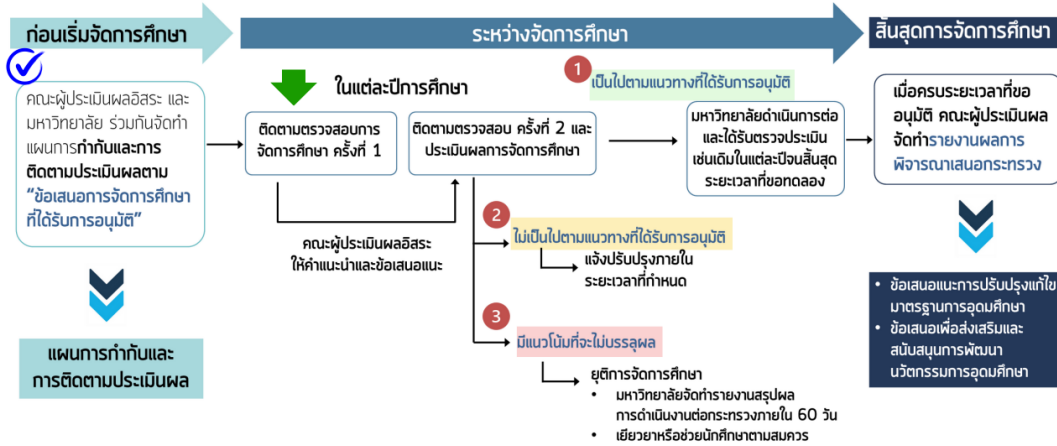 ก่อนเริ่มจัดการศึกษา
ระหว่างจัดการศึกษา
สิ้นสุดการจัดการศึกษา
คณะผู้ประเมินผลอิสระ และ
มหาวิทยาลัย ร่วมกันจัดทำ
แผนการกำกับและการ
ติดตามประเมินผลตาม
“ข้อเสนอการจัดการศึกษา
ที่ได้รับการอนุมัติ”
แผนการกำกับและ
การติดตามประเมินผล
ในแต่ละปีการศึกษา
ติดตามตรวจสอบการ
จัดการศึกษา ครั้งที่ 1
คณะผู้ประเมินผลอิสระ
ให้คำแนะนำและข้อเสนอแนะ
ติดตามตรวจสอบ ครั้งที่ 2 และ
ประเมินผลการจัดการศึกษา
1
เป็นไปตามแนวทางที่ได้รับการอนุมัติ
มหาวิทยาลัยดำเนินการต่อ
และได้รับตรวจประเมิน
เช่นเดิมในแต่ละปีจนสิ้นสุด
ระยะเวลาที่ขอทดลอง
2
ไม่เป็นไปตามแนวทางที่ได้รับการอนุมัติ
แจ้งปรับปรุงภายใน
ระยะเวลาที่กำหนด
3
มีแนวโน้มที่จะไม่บรรลุผล
ยุติการจัดการศึกษา
• มหาวิทยาลัยจัดทำรายงานสรุปผล
การดำเนินงานต่อกระทรวงภายใน 60 วัน
• เยียวยาหรือช่วยนักศึกษาตามสมควร
เมื่อครบระยะเวลาที่ขอ
อนุมัติ คณะผู้ประเมินผล
จัดทำรายงานผลการ
พิจารณาเสนอกระทรวง
• ข้อเสนอแนะการปรับปรุงแก้ไข
มาตรฐานการอุดมศึกษา
• ข้อเสนอเพื่อส่งเสริมและ
สนับสนุนการพัฒนา
นวัตกรรมการอุดมศึกษา